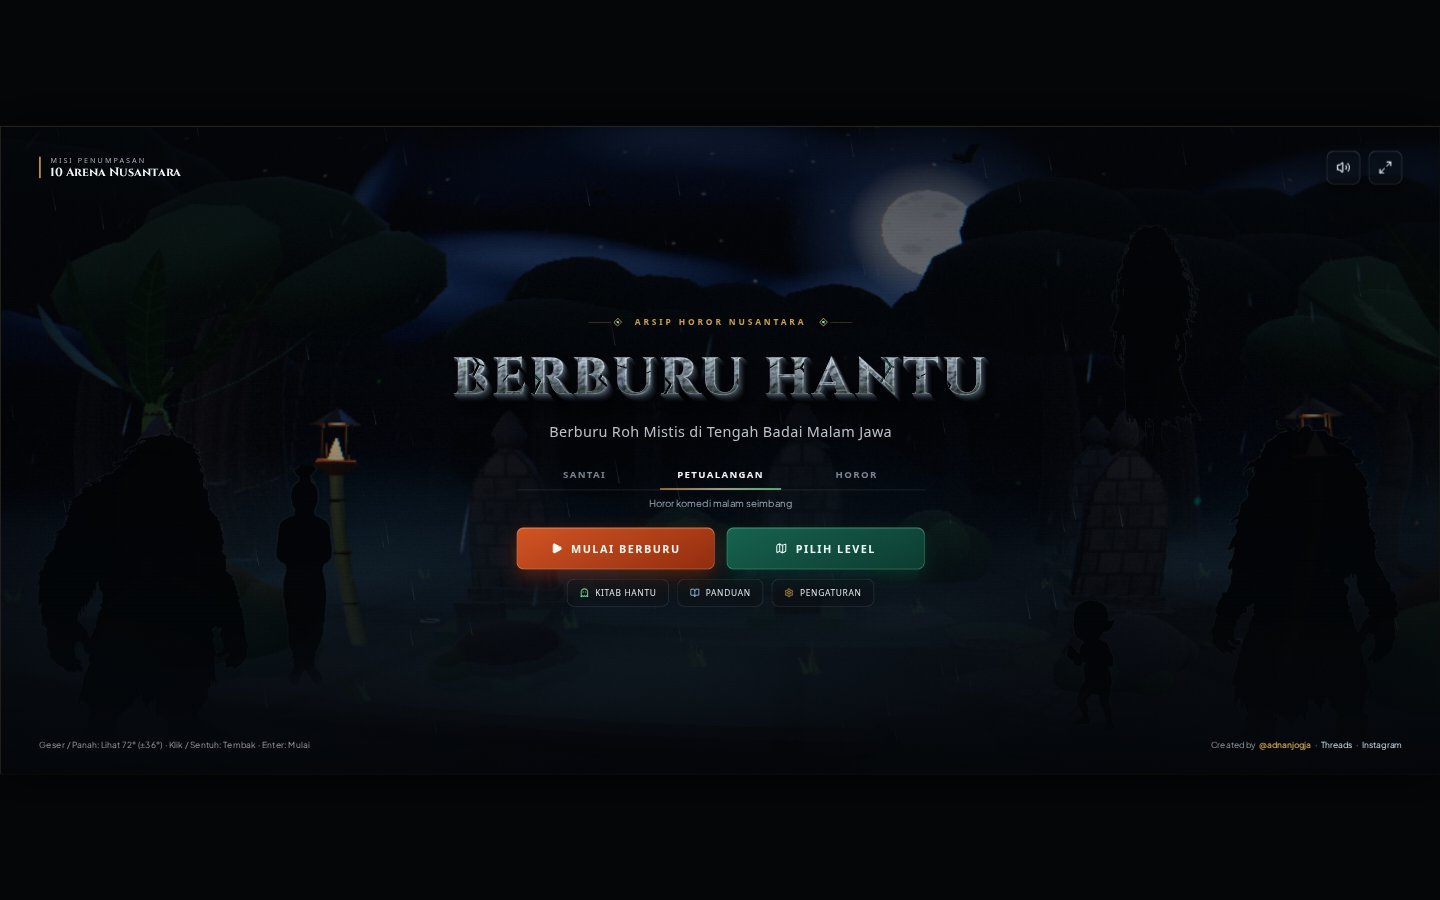 MISI PENUMPASAN
10 ARENA NUSANTARA
ARSIP HOROR NUSANTARA
BERBURU HANTU
Berburu Roh Mistis di Tengah Badai Malam Jawa
SANTAI PETUALANGAN HOROR
Horor komedi malam seimbang
MULAI BERBURU PILIH LEVEL
KITAB HANTU PANDUAN PENGATURAN
Geser / Panah: Lihat 72° (±36°) · Klik / Sentuh: Tembak · Enter: Mulai
Created by @adnanjogja · Threads · Instagram